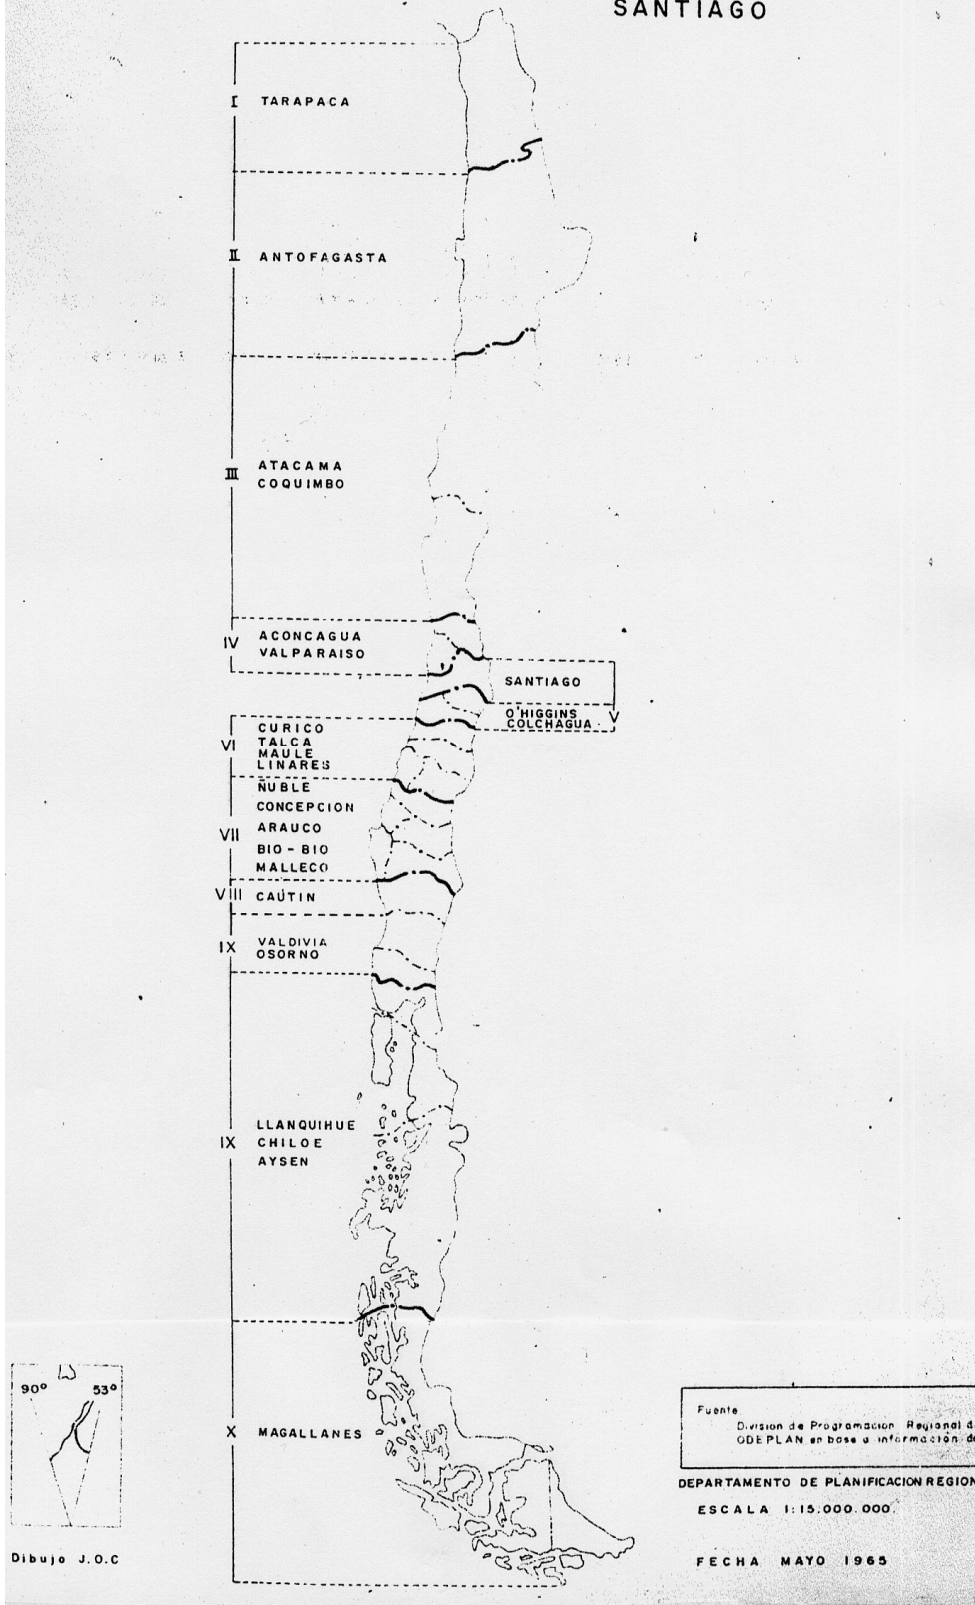 SANTIAGO
I TARAPACA
II ANTOFAGASTA
III ATACAMA
COQUIMBO
IV ACONCAGUA
VALPARAISO
SANTIAGO
O'HIGGINS
COLCHAGUA
V
VI CURICO
TALCA
MAULE
LINARES
VII ÑUBLE
CONCEPCION
ARAUCO
BIO-BIO
MALLECO
VIII CAUTIN
IX VALDIVIA
OSORNO
IX LLANQUIHUE
CHILOE
AYSEN
X MAGALLANES
90° 53°
Dibujo J.O.C
Fuente
Division de Programacion Regional d
ODEPLAN en base a informacion de
DEPARTAMENTO DE PLANIFICACION REGION
ESCALA 1:15.000.000.
FECHA MAYO 1965